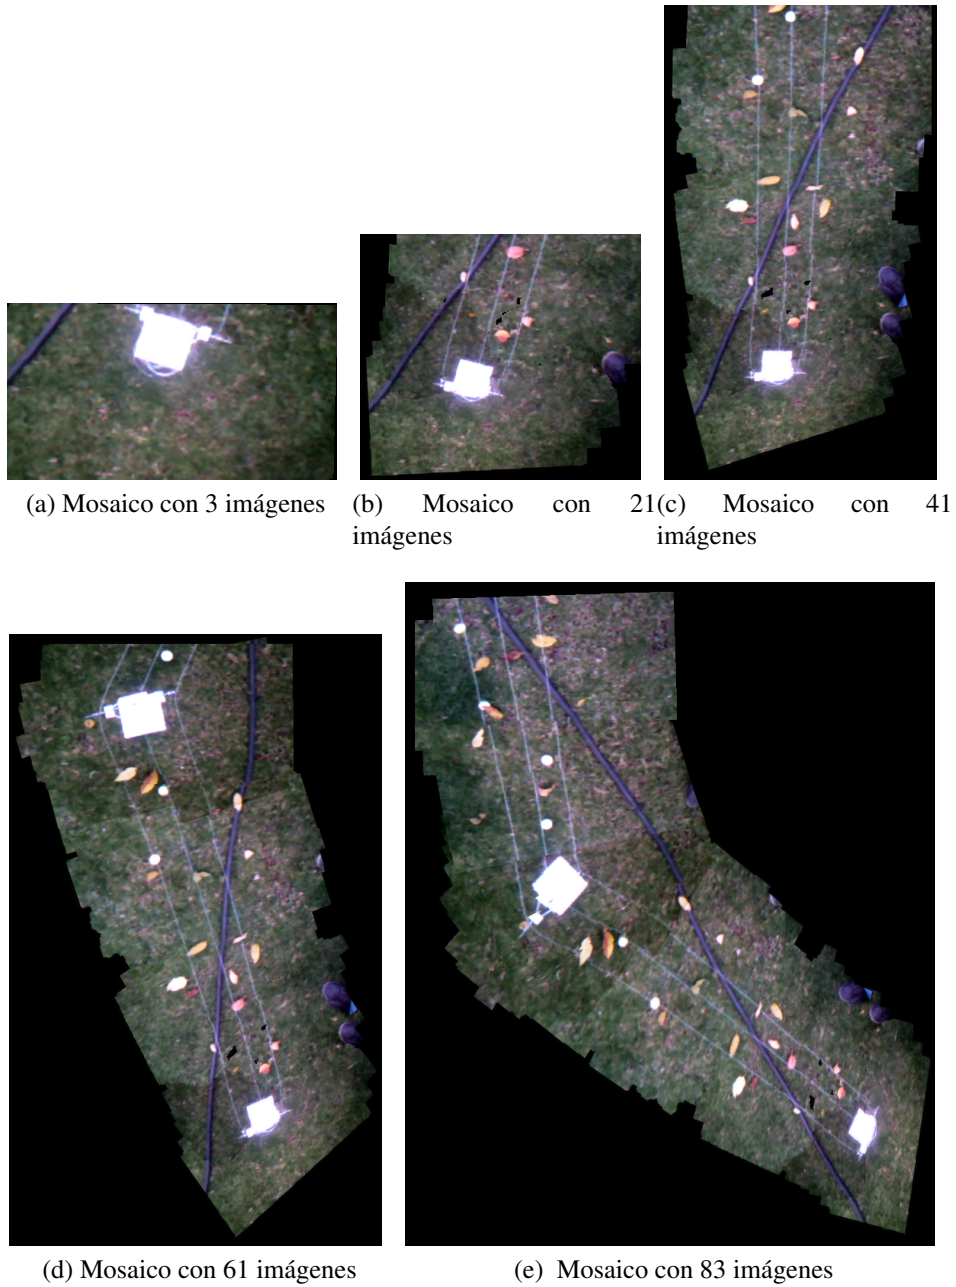 (a) Mosaico con 3 imágenes
(b) Mosaico con 21
imágenes
(c) Mosaico con 41
imágenes
(d) Mosaico con 61 imágenes
(e) Mosaico con 83 imágenes